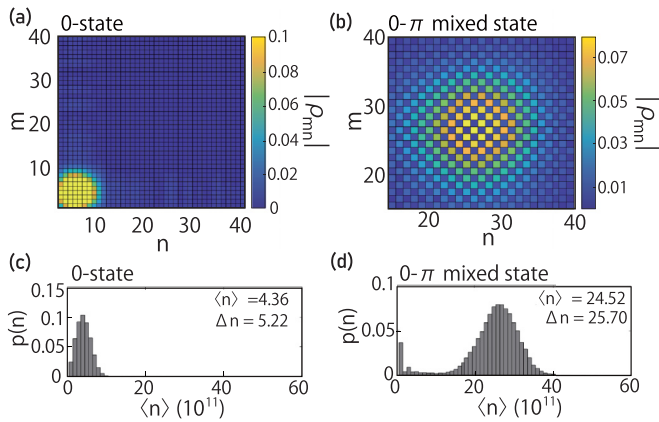 (a) 0-state
40
30
20
10
m
10 20 30 40
n
0.1
0.08
0.06
0.04
0.02
0
|ρmn|
(b) 0-π mixed state
40
30
20
m
20 30 40
n
0.07
0.05
0.03
0.01
|ρmn|
(c) 0-state
0.15
0.1
0.05
0
p(n)
⟨n⟩ =4.36
Δn = 5.22
0 20 40 60
⟨n⟩ (10¹¹)
(d) 0-π mixed state
0.1
0.05
0
p(n)
⟨n⟩ = 24.52
Δn = 25.70
0 20 40 60
⟨n⟩ (10¹¹)